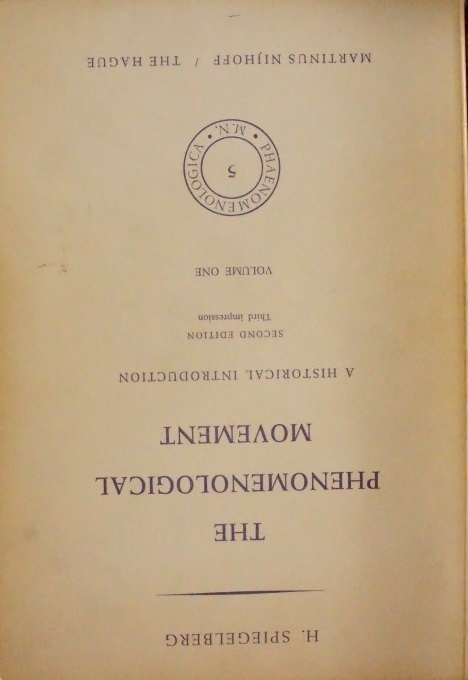 H. SPIEGELBERG
THE
PHENOMENOLOGICAL
MOVEMENT
A HISTORICAL INTRODUCTION
SECOND EDITION
Third impression
VOLUME ONE
PHAENOMENOLOGICA • M.N. •
5
MARTINUS NIJHOFF / THE HAGUE